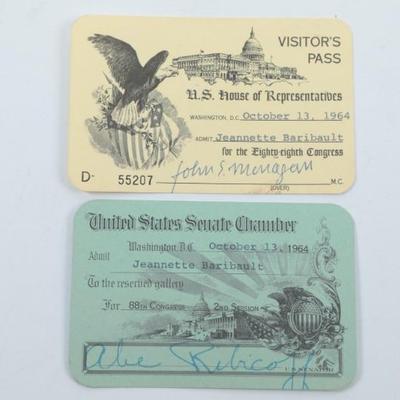 VISITOR'S
PASS
U.S. House of Representatives
WASHINGTON, D.C. October 13, 1964
ADMIT Jeannette Baribault
for the Eighty-eighth Congress
D- 55207 John S. Monagan M.C.
(OVER)
United States Senate Chamber
Washington, D.C. October 13, 1964
Admit
Jeannette Baribault
To the reserved gallery
For 88th Congress 2ND Session
Abe Ribicoff
U.S. SENATOR